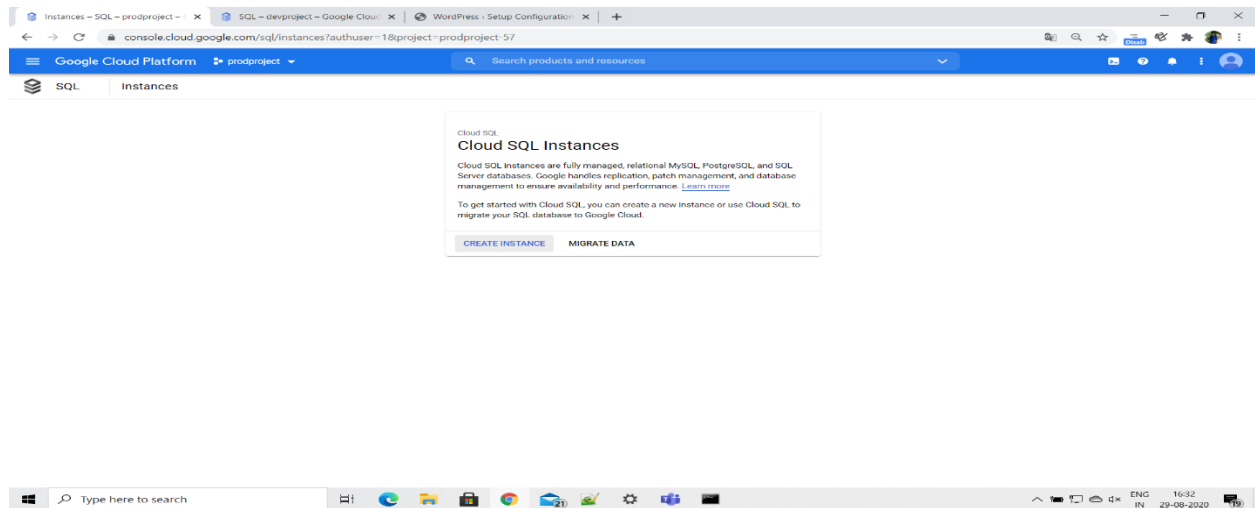 Instances – SQL – prodproject – 
SQL – devproject – Google Cloud
WordPress › Setup Configuration
console.cloud.google.com/sql/instances?authuser=1&project=prodproject-57
Disab
Google Cloud Platform
prodproject
Search products and resources
SQL
Instances
Cloud SQL
Cloud SQL Instances
Cloud SQL instances are fully managed, relational MySQL, PostgreSQL, and SQL
Server databases. Google handles replication, patch management, and database
management to ensure availability and performance. Learn more
To get started with Cloud SQL, you can create a new instance or use Cloud SQL to
migrate your SQL database to Google Cloud.
CREATE INSTANCE
MIGRATE DATA
Type here to search
21
ENG
IN
16:32
29-08-2020
19